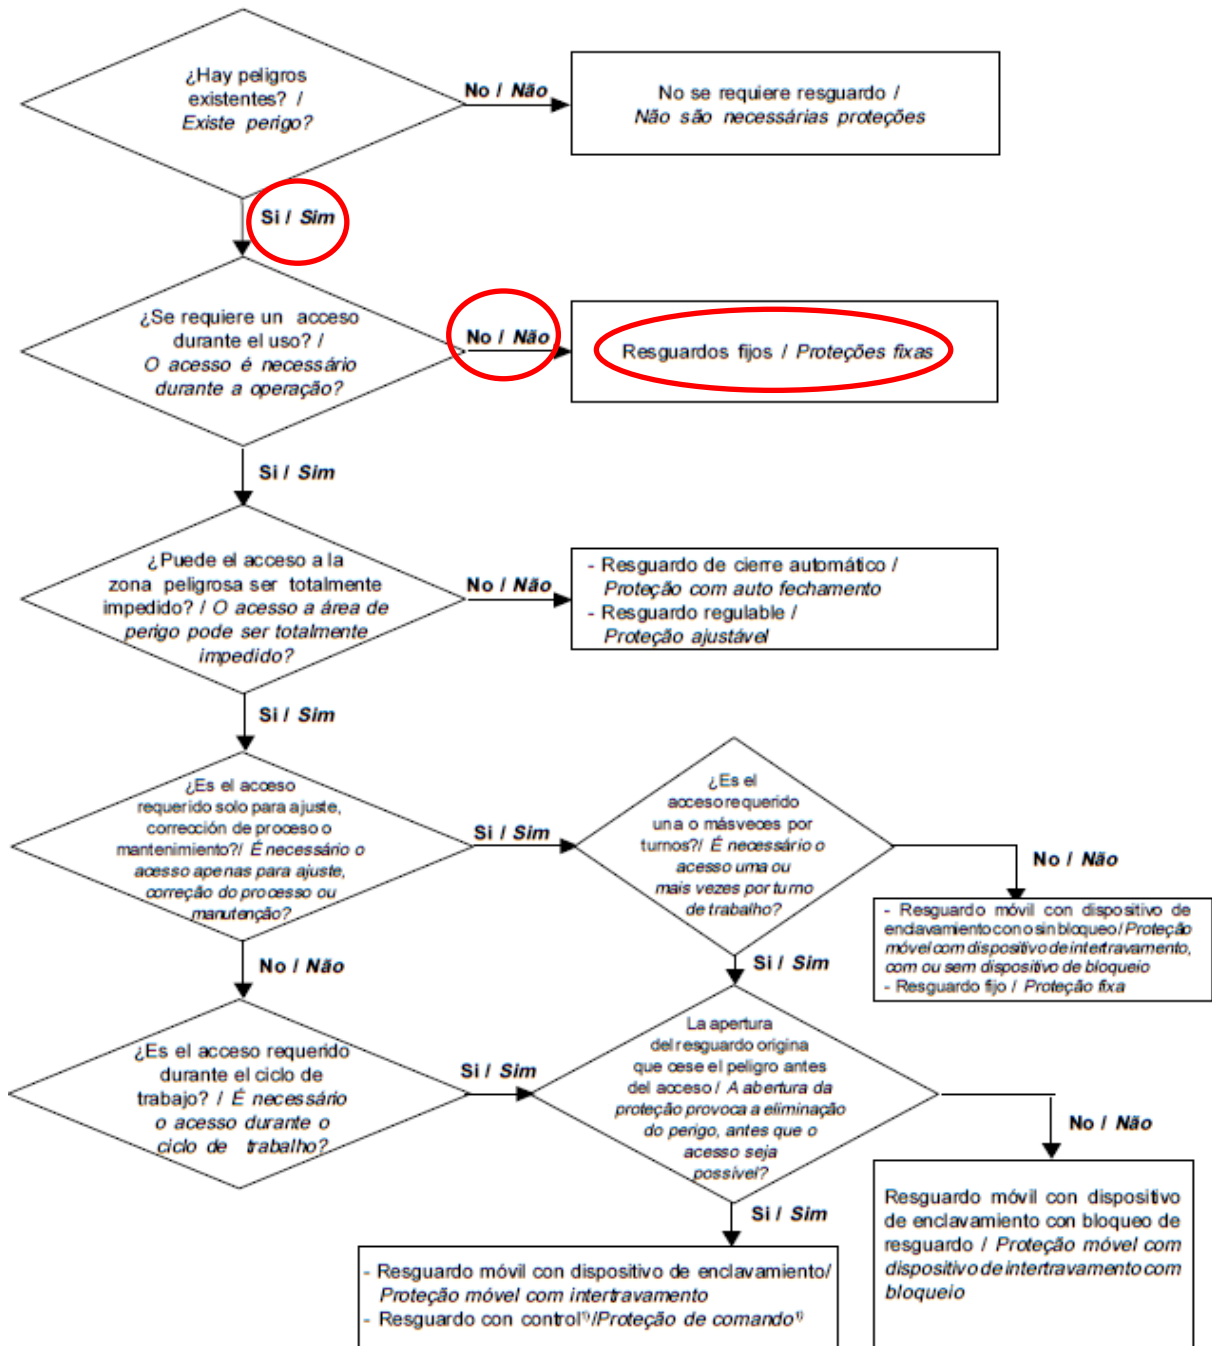 ¿Hay peligros
existentes? /
Existe perigo?
No / Não
No se requiere resguardo /
Não são necessárias proteções
Si / Sim
¿Se requiere un acceso
durante el uso? /
O acesso é necessário
durante a operação?
No / Não
Resguardos fijos / Proteções fixas
Si / Sim
¿Puede el acceso a la
zona peligrosa ser totalmente
impedido? / O acesso a área de
perigo pode ser totalmente
impedido?
No / Não
- Resguardo de cierre automático /
Proteção com auto fechamento
- Resguardo regulable /
Proteção ajustável
Si / Sim
¿Es el acceso
requerido solo para ajuste,
corrección de proceso o
mantenimiento?/ É necessário o
acesso apenas para ajuste,
correção do processo ou
manutenção?
Si / Sim
¿Es el
acceso requerido
una o más veces por
turnos?/ É necessário o
acesso uma ou
mais vezes por turno
de trabalho?
No / Não
- Resguardo móvil con dispositivo de
enclavamiento con o sin bloqueo/Proteção
móvel com dispositivo de intertravamento,
com ou sem dispositivo de bloqueio
- Resguardo fijo / Proteção fixa
No / Não
Si / Sim
¿Es el acceso requerido
durante el ciclo de
trabajo? / É necessário
o acesso durante o
ciclo de trabalho?
Si / Sim
La apertura
del resguardo origina
que cese el peligro antes
del acceso / A abertura da
proteção provoca a eliminação
do perigo, antes que o
acesso seja
possível?
No / Não
Resguardo móvil con dispositivo
de enclavamiento con bloqueo de
resguardo / Proteção móvel com
dispositivo de intertravamento com
bloqueio
Si / Sim
- Resguardo móvil con dispositivo de enclavamiento/
Proteção móvel com intertravamento
- Resguardo con control¹⁾/Proteção de comando¹⁾